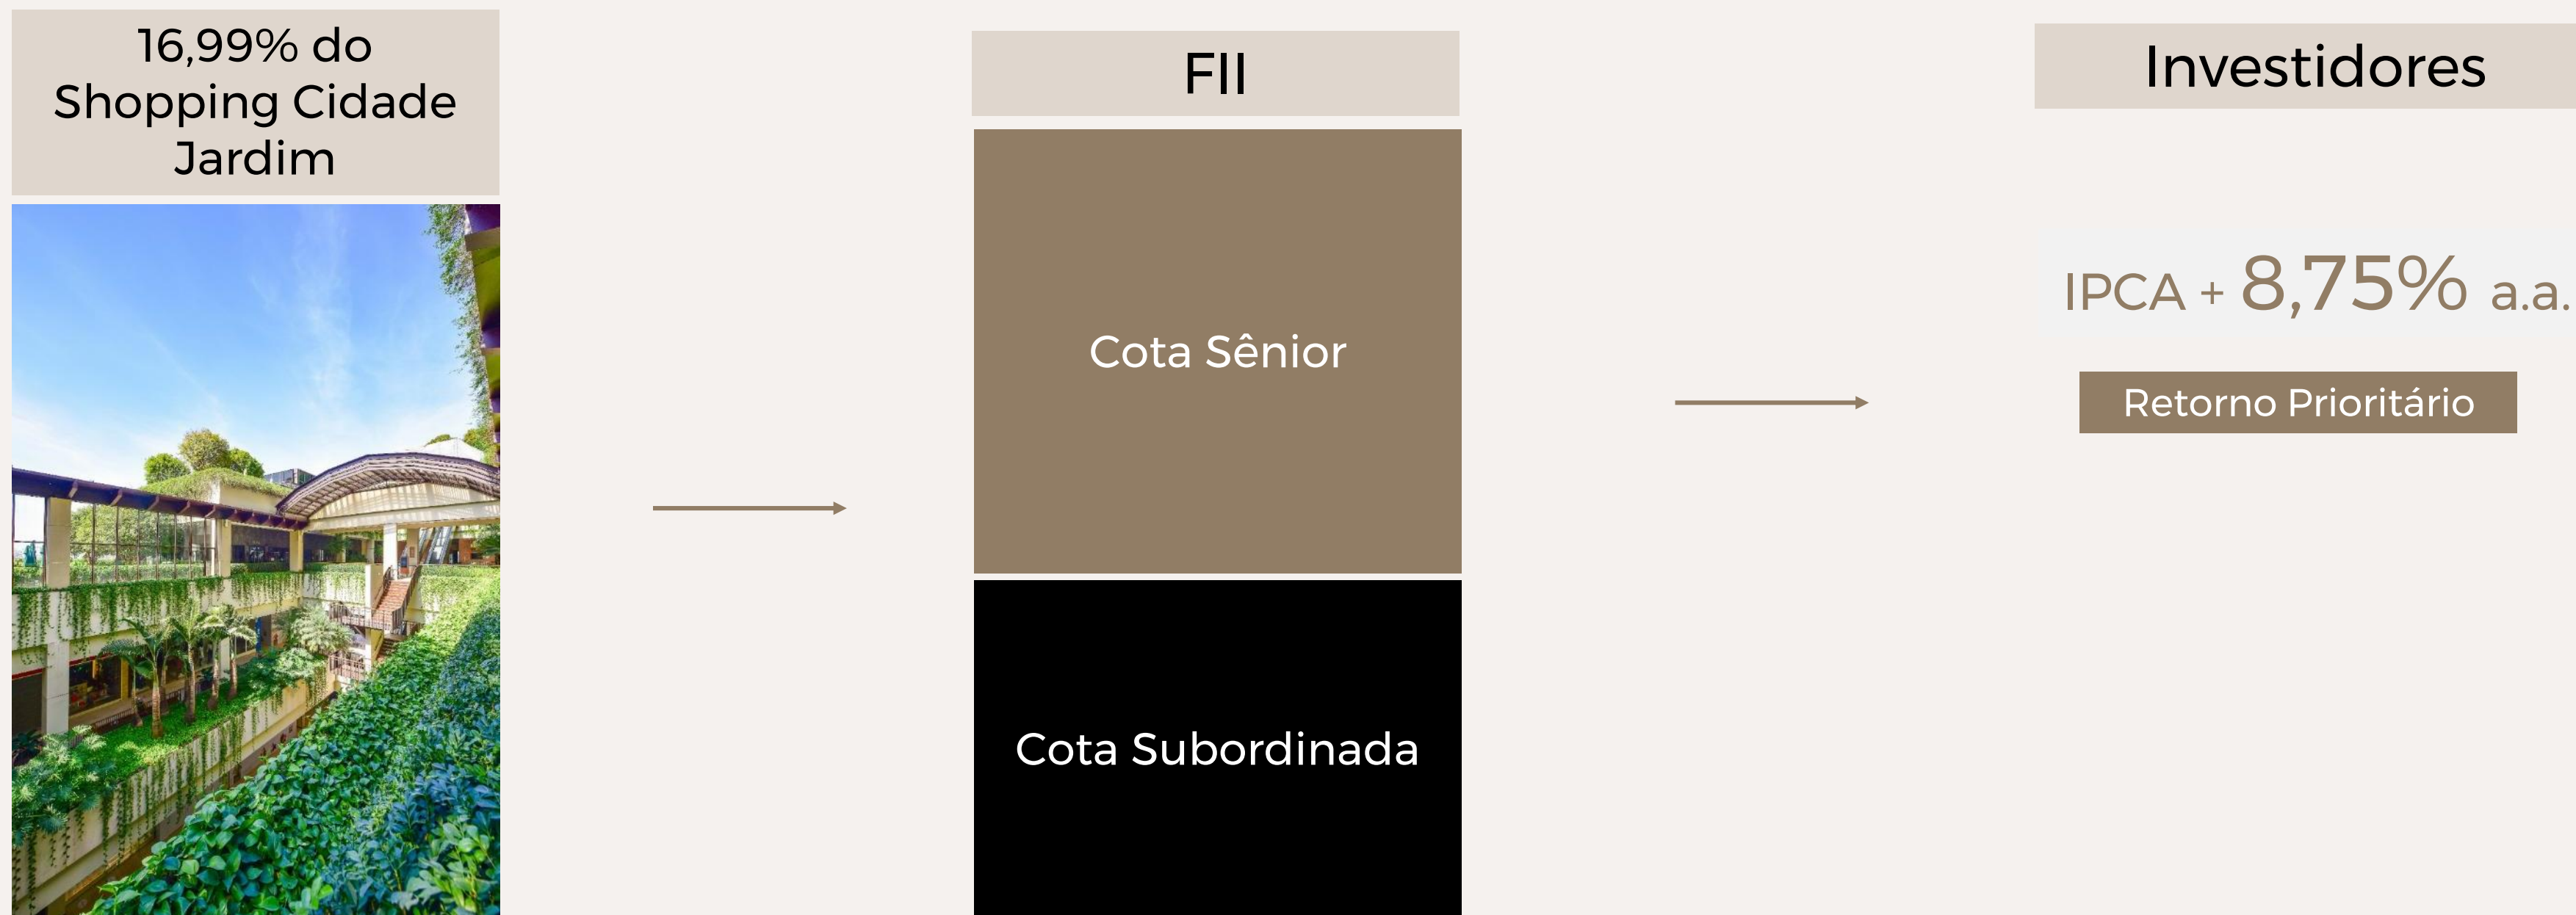 16,99% do
Shopping Cidade
Jardim
FII
Cota Sênior
Cota Subordinada
Investidores
IPCA + 8,75% a.a.
Retorno Prioritário